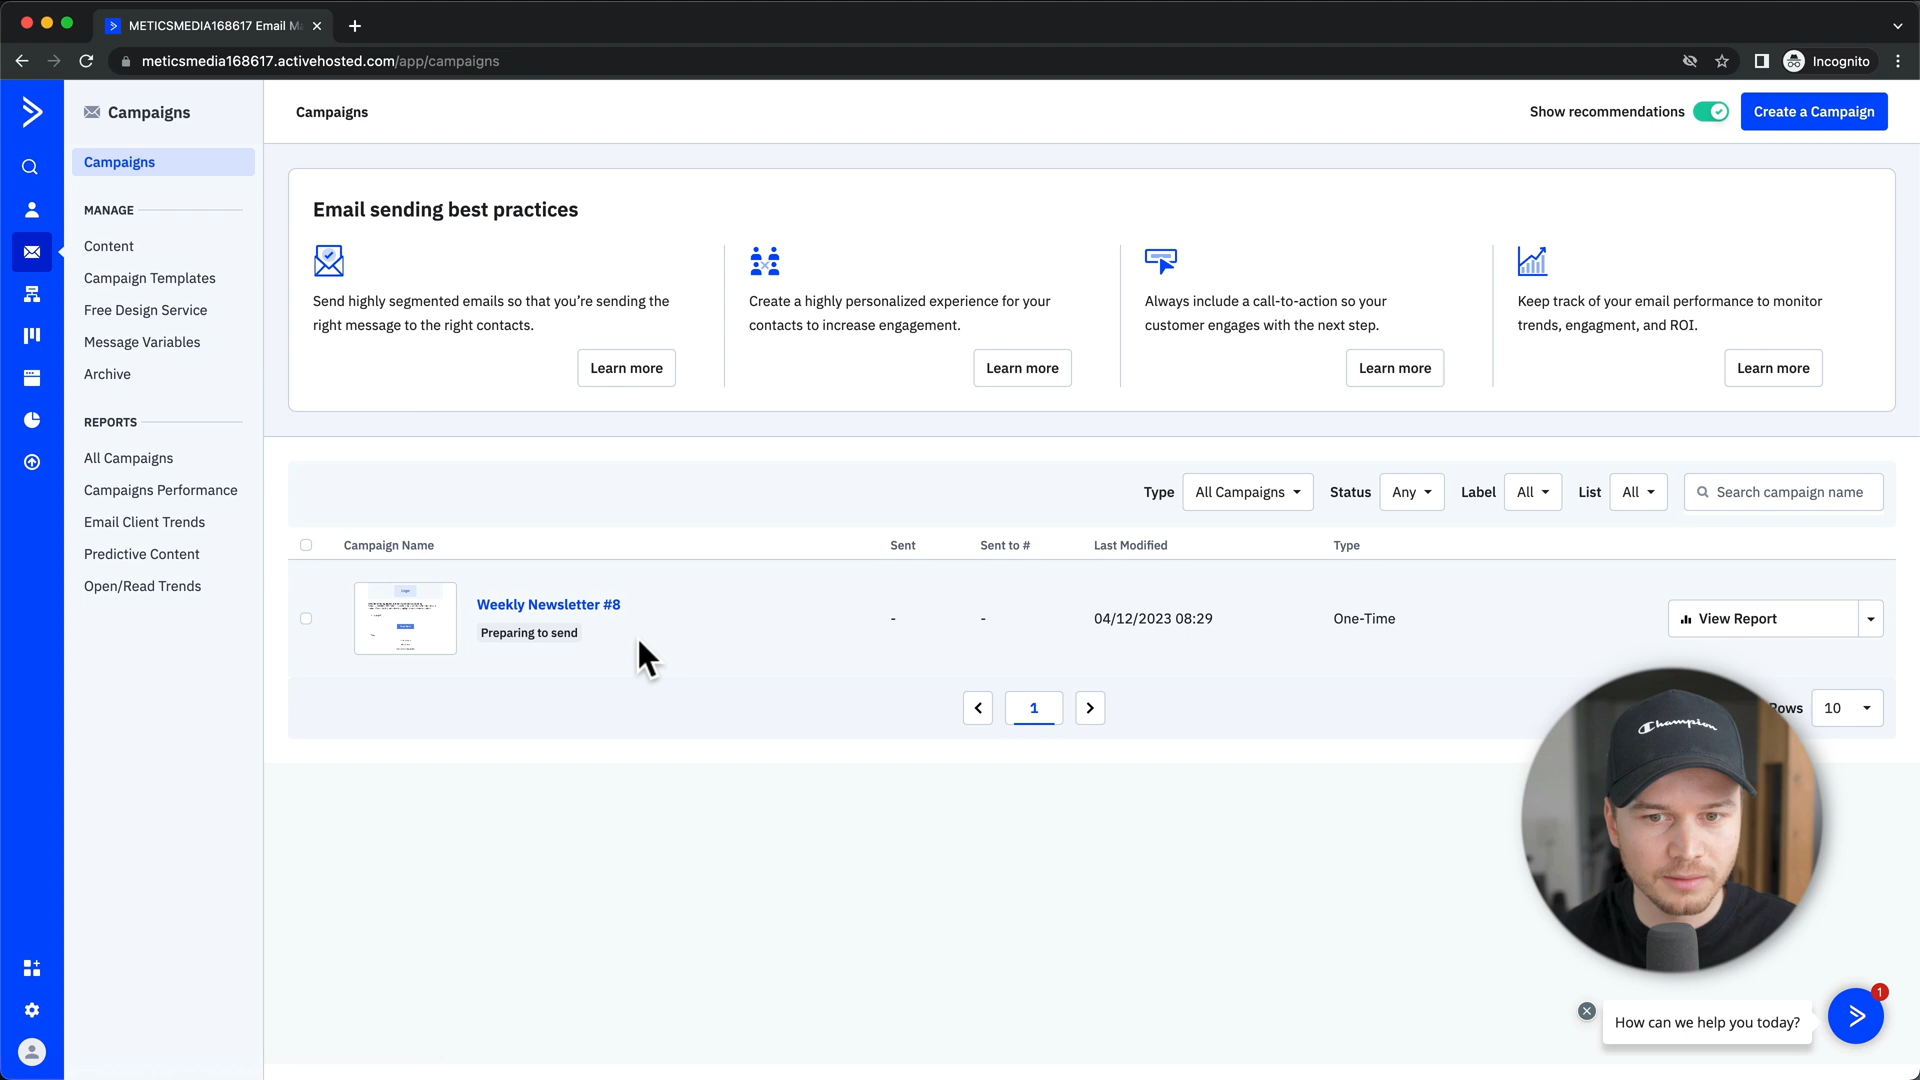 METICSMEDIA168617 Email Ma
meticsmedia168617.activehosted.com/app/campaigns
Incognito
Campaigns
Campaigns
MANAGE
Content
Campaign Templates
Free Design Service
Message Variables
Archive
REPORTS
All Campaigns
Campaigns Performance
Email Client Trends
Predictive Content
Open/Read Trends
Campaigns
Show recommendations
Create a Campaign
Email sending best practices
Send highly segmented emails so that you're sending the
right message to the right contacts.
Learn more
Create a highly personalized experience for your
contacts to increase engagement.
Learn more
Always include a call-to-action so your
customer engages with the next step.
Learn more
Keep track of your email performance to monitor
trends, engagment, and ROI.
Learn more
Type All Campaigns Status Any Label All List All Search campaign name
Campaign Name Sent Sent to # Last Modified Type
Weekly Newsletter #8
Preparing to send
- - 04/12/2023 08:29 One-Time View Report
1
Rows 10
Champion
How can we help you today?
1